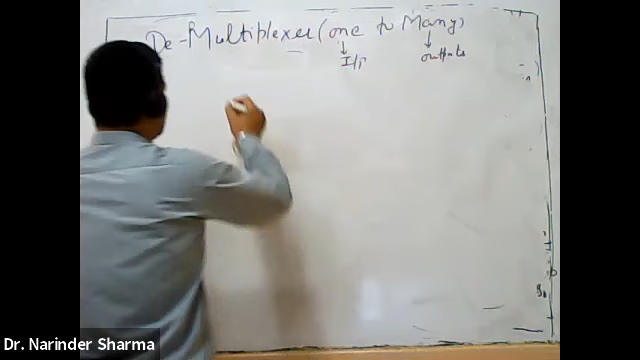 De-Multiplexer (one to Many)
I/P outputs
Dr. Narinder Sharma